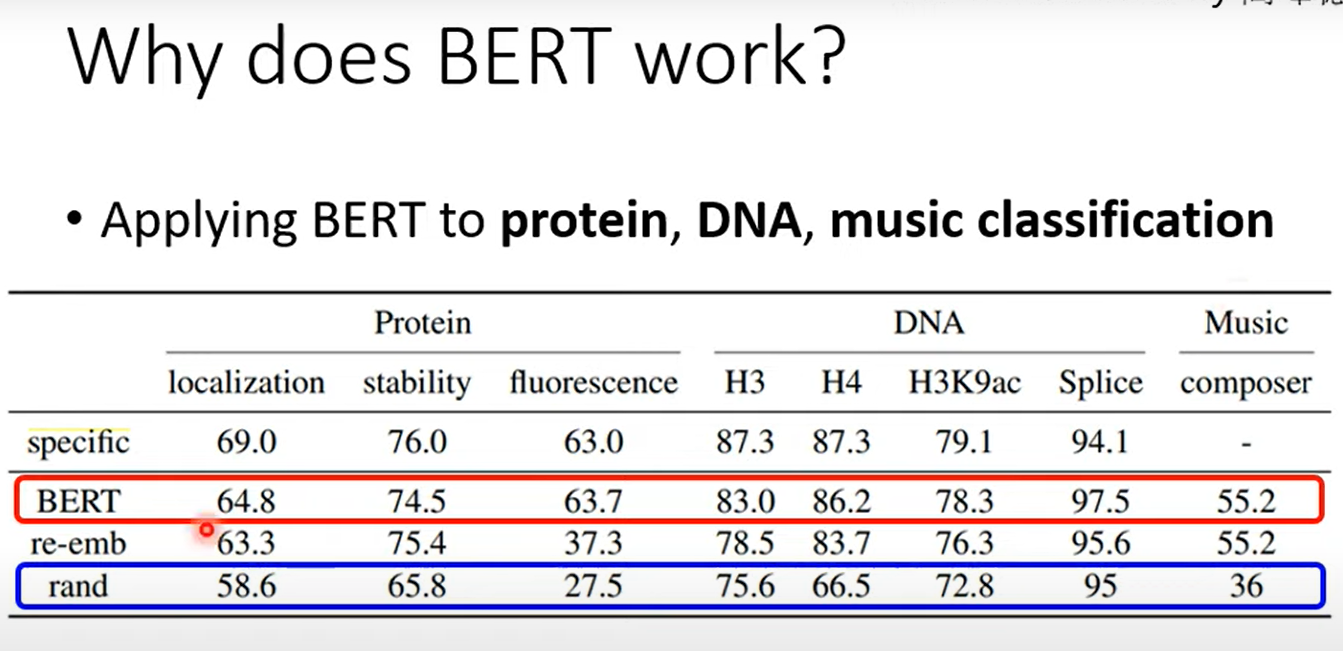 Why does BERT work?
• Applying BERT to protein, DNA, music classification
Protein DNA Music
localization stability fluorescence H3 H4 H3K9ac Splice composer
specific 69.0 76.0 63.0 87.3 87.3 79.1 94.1 -
BERT 64.8 74.5 63.7 83.0 86.2 78.3 97.5 55.2
re-emb 63.3 75.4 37.3 78.5 83.7 76.3 95.6 55.2
rand 58.6 65.8 27.5 75.6 66.5 72.8 95 36